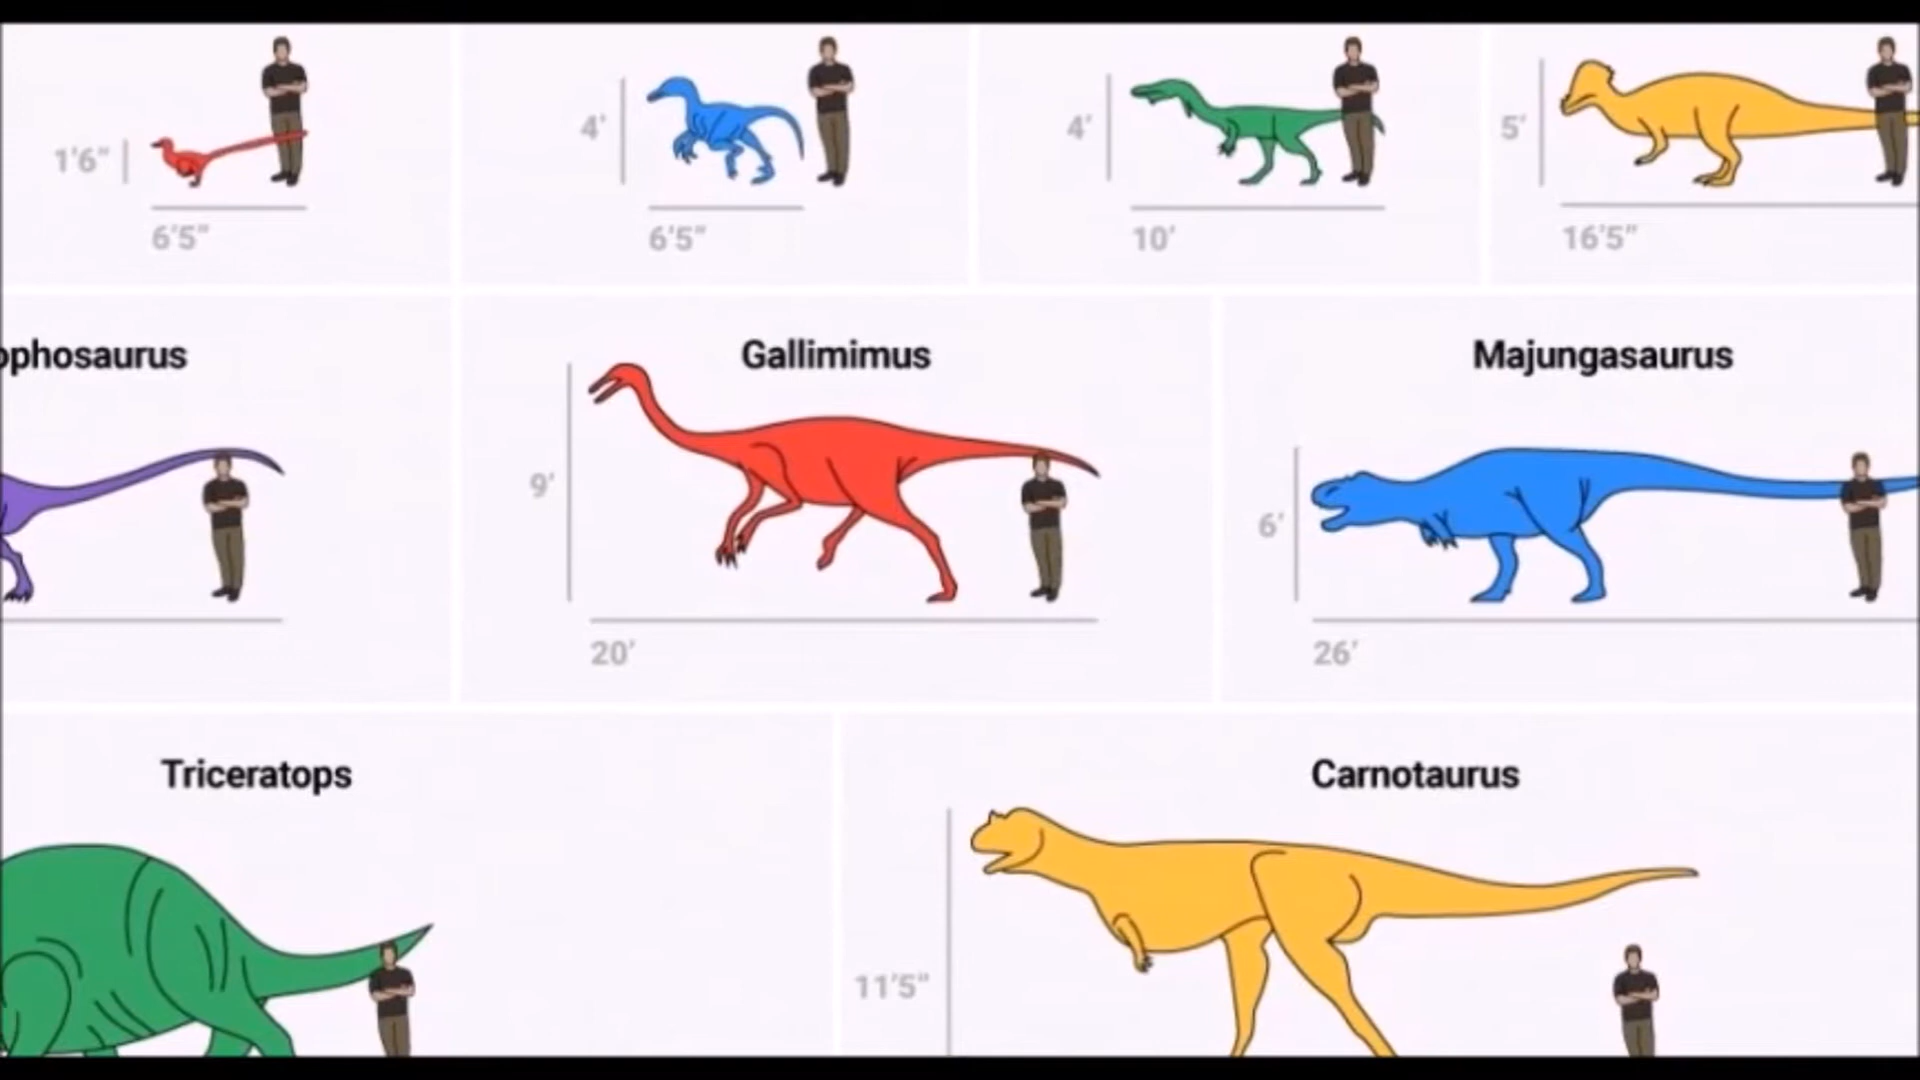 1'6"
6'5"
4'
6'5"
4'
10'
5'
16'5"
ophosaurus
Gallimimus
9'
20'
Majungasaurus
6'
26'
Triceratops
Carnotaurus
11'5"